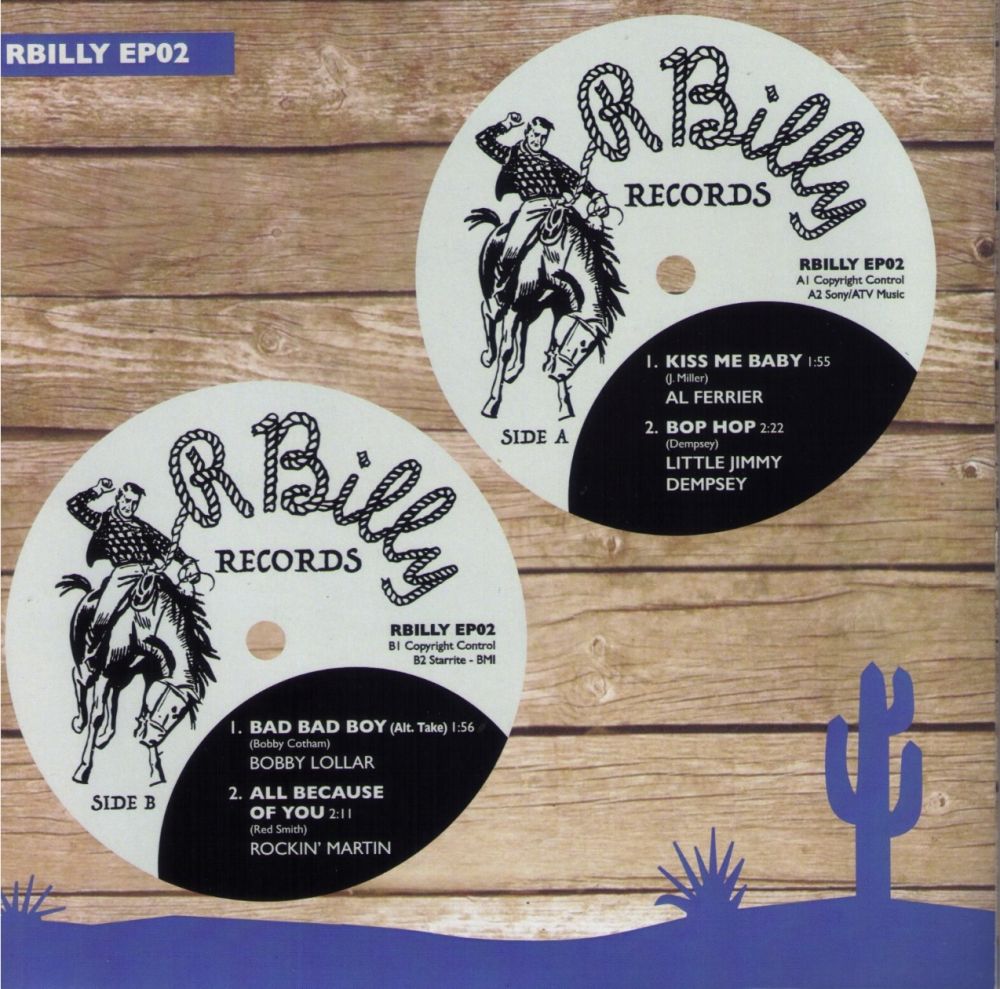 RBILLY EP02
R Billy
RECORDS
RBILLY EP02
A1 Copyright Control
A2 Sony/ATV Music
1. KISS ME BABY 1:55
(J. Miller)
AL FERRIER
2. BOP HOP 2:22
(Dempsey)
LITTLE JIMMY
DEMPSEY
SIDE A
R Billy
RECORDS
RBILLY EP02
B1 Copyright Control
B2 Starrite - BMI
1. BAD BAD BOY (Alt. Take) 1:56
(Bobby Cotham)
BOBBY LOLLAR
2. ALL BECAUSE
OF YOU 2:11
(Red Smith)
ROCKIN' MARTIN
SIDE B